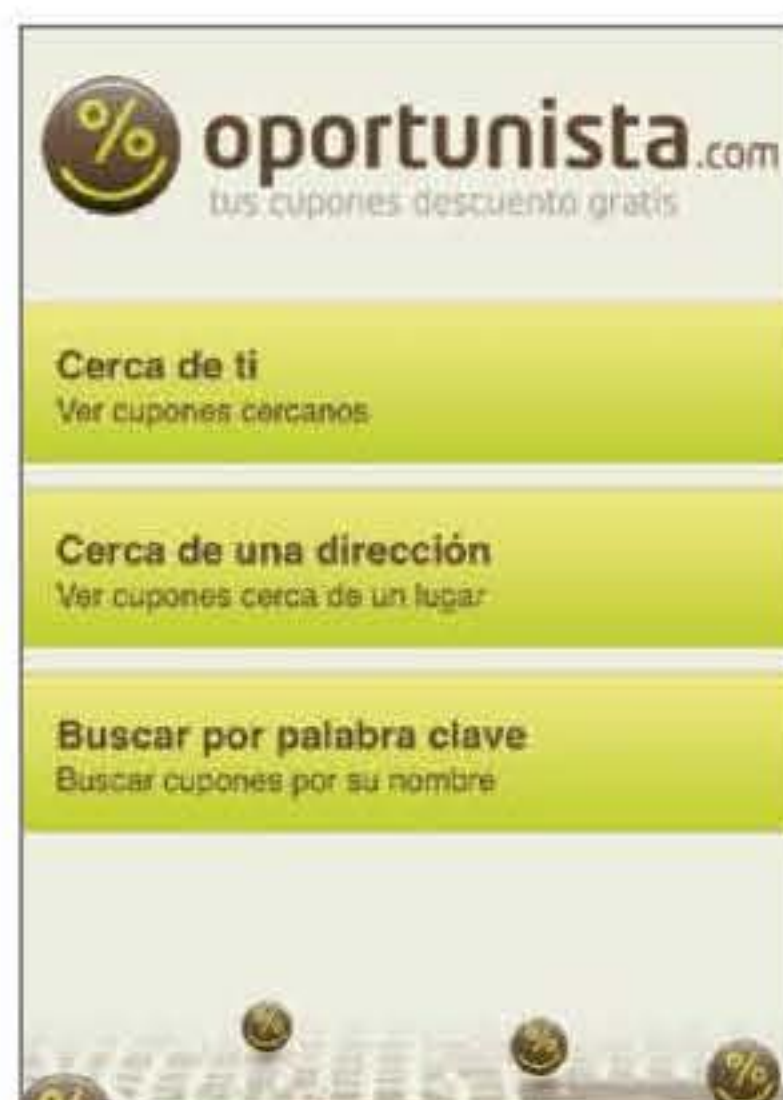 % oportunista.com
tus cupones descuento gratis
Cerca de ti
Ver cupones cercanos
Cerca de una dirección
Ver cupones cerca de un lugar
Buscar por palabra clave
Buscar cupones por su nombre
%
%
%
%